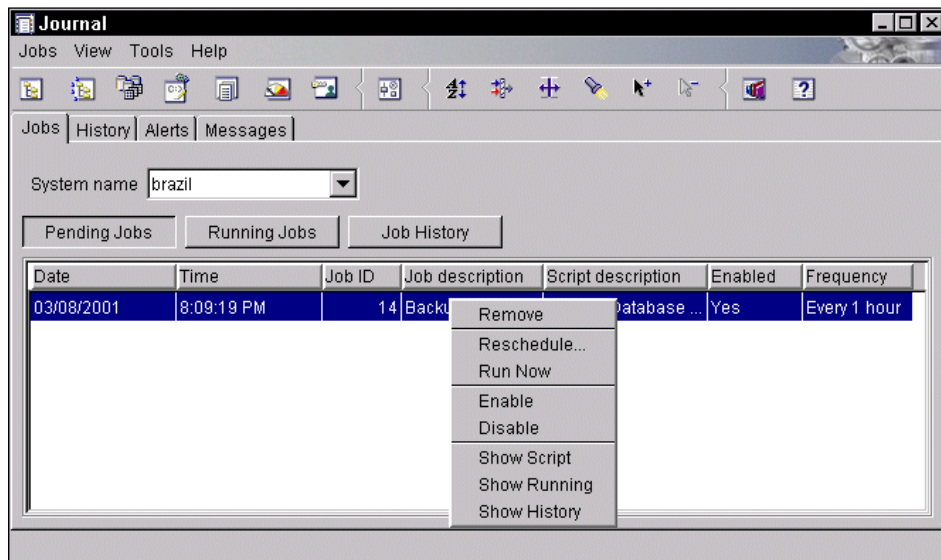 Journal
Jobs View Tools Help
Jobs History Alerts Messages
System name brazil
Pending Jobs Running Jobs Job History
Date Time Job ID Job description Script description Enabled Frequency
03/08/2001 8:09:19 PM 14 Database ... Yes Every 1 hour
Remove
Reschedule...
Run Now
Enable
Disable
Show Script
Show Running
Show History